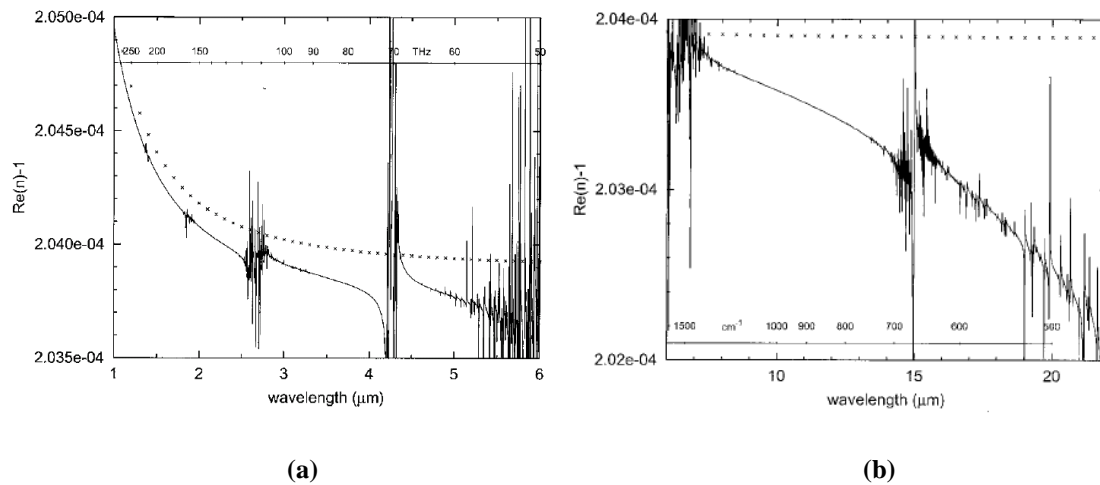 2.050e-04
250 200 150 100 90 80 70 THz 60 50
2.045e-04
Re(n)-1
2.040e-04
2.035e-04
1 2 3 4 5 6
wavelength (μm)
(a)
2.04e-04
2.03e-04
Re(n)-1
1500 cm⁻¹ 1000 900 800 700 600 500
2.02e-04
10 15 20
wavelength (μm)
(b)